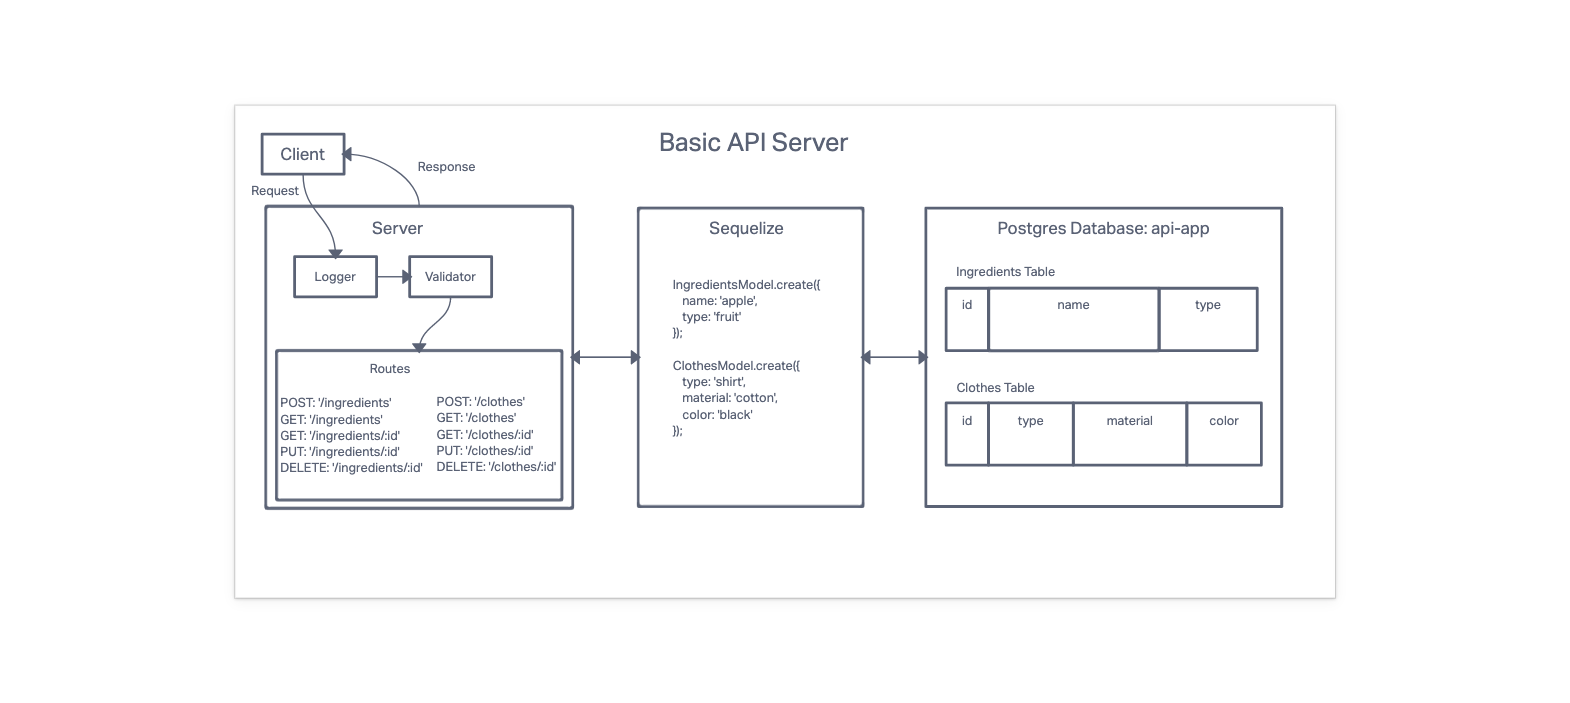 Basic API Server
Client
Response
Request
Server
Logger
Validator
Routes
POST: '/ingredients'
GET: '/ingredients'
GET: '/ingredients/:id'
PUT: '/ingredients/:id'
DELETE: '/ingredients/:id'
POST: '/clothes'
GET: '/clothes'
GET: '/clothes/:id'
PUT: '/clothes/:id'
DELETE: '/clothes/:id'
Sequelize
IngredientsModel.create({
name: 'apple',
type: 'fruit'
});
ClothesModel.create({
type: 'shirt',
material: 'cotton',
color: 'black'
});
Postgres Database: api-app
Ingredients Table
id name type
Clothes Table
id type material color